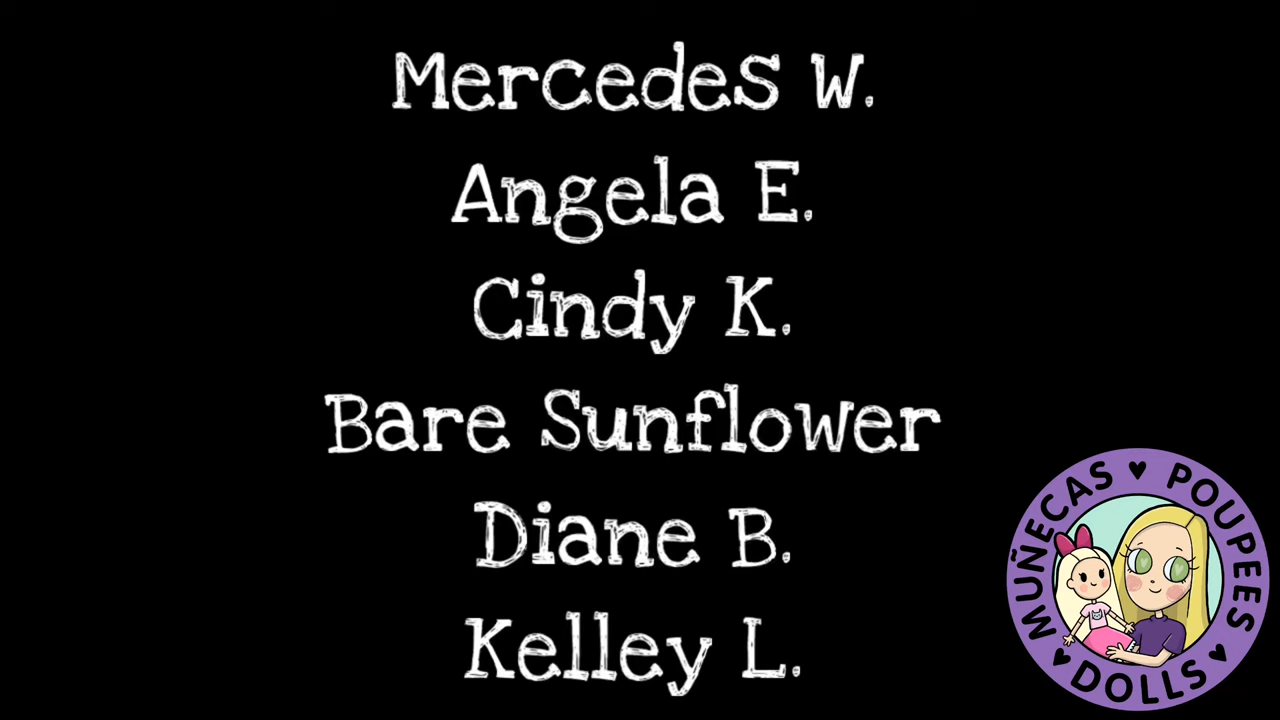 Mercedes W.
Angela E.
Cindy K.
Bare Sunflower
Diane B.
Kelley L.
MUÑECAS ♥ POUPEES ♥ DOLLS ♥